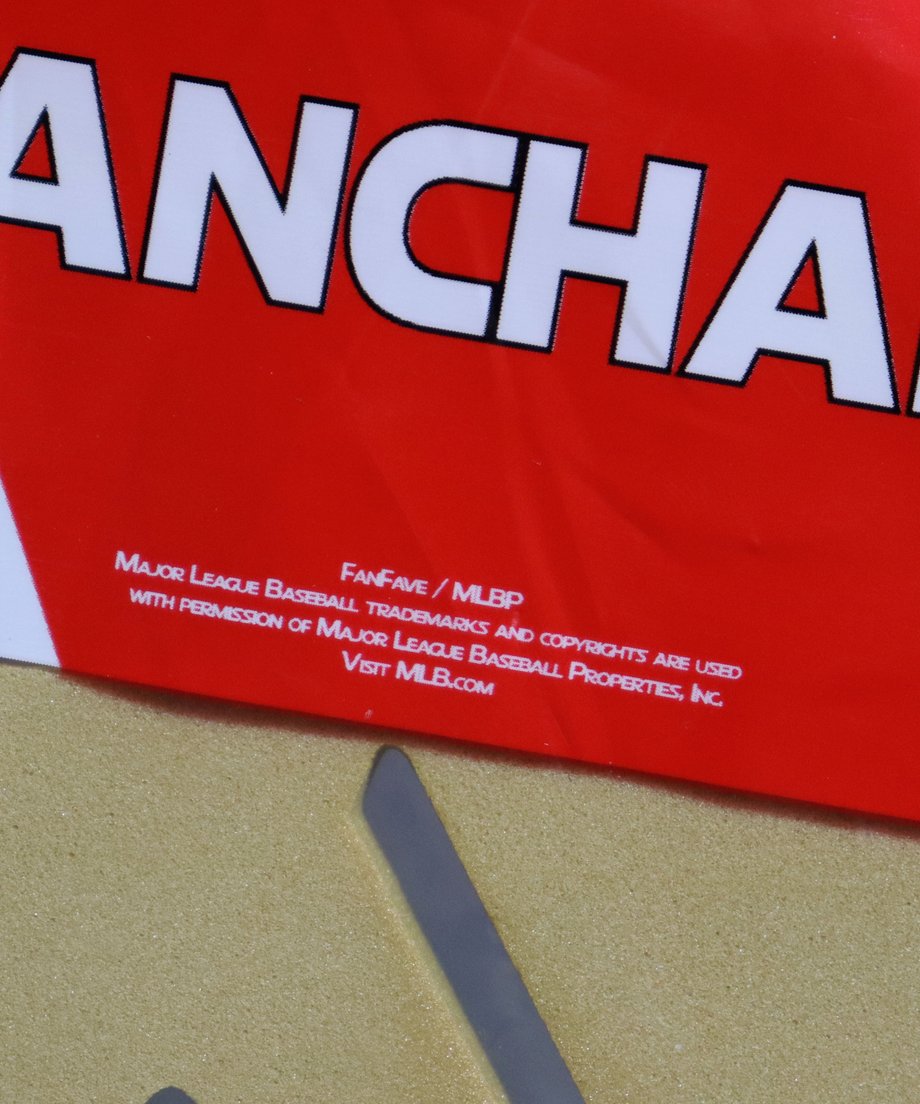 ANCHA
FANFAVE / MLBP
MAJOR LEAGUE BASEBALL TRADEMARKS AND COPYRIGHTS ARE USED
WITH PERMISSION OF MAJOR LEAGUE BASEBALL PROPERTIES, INC.
VISIT MLB.COM